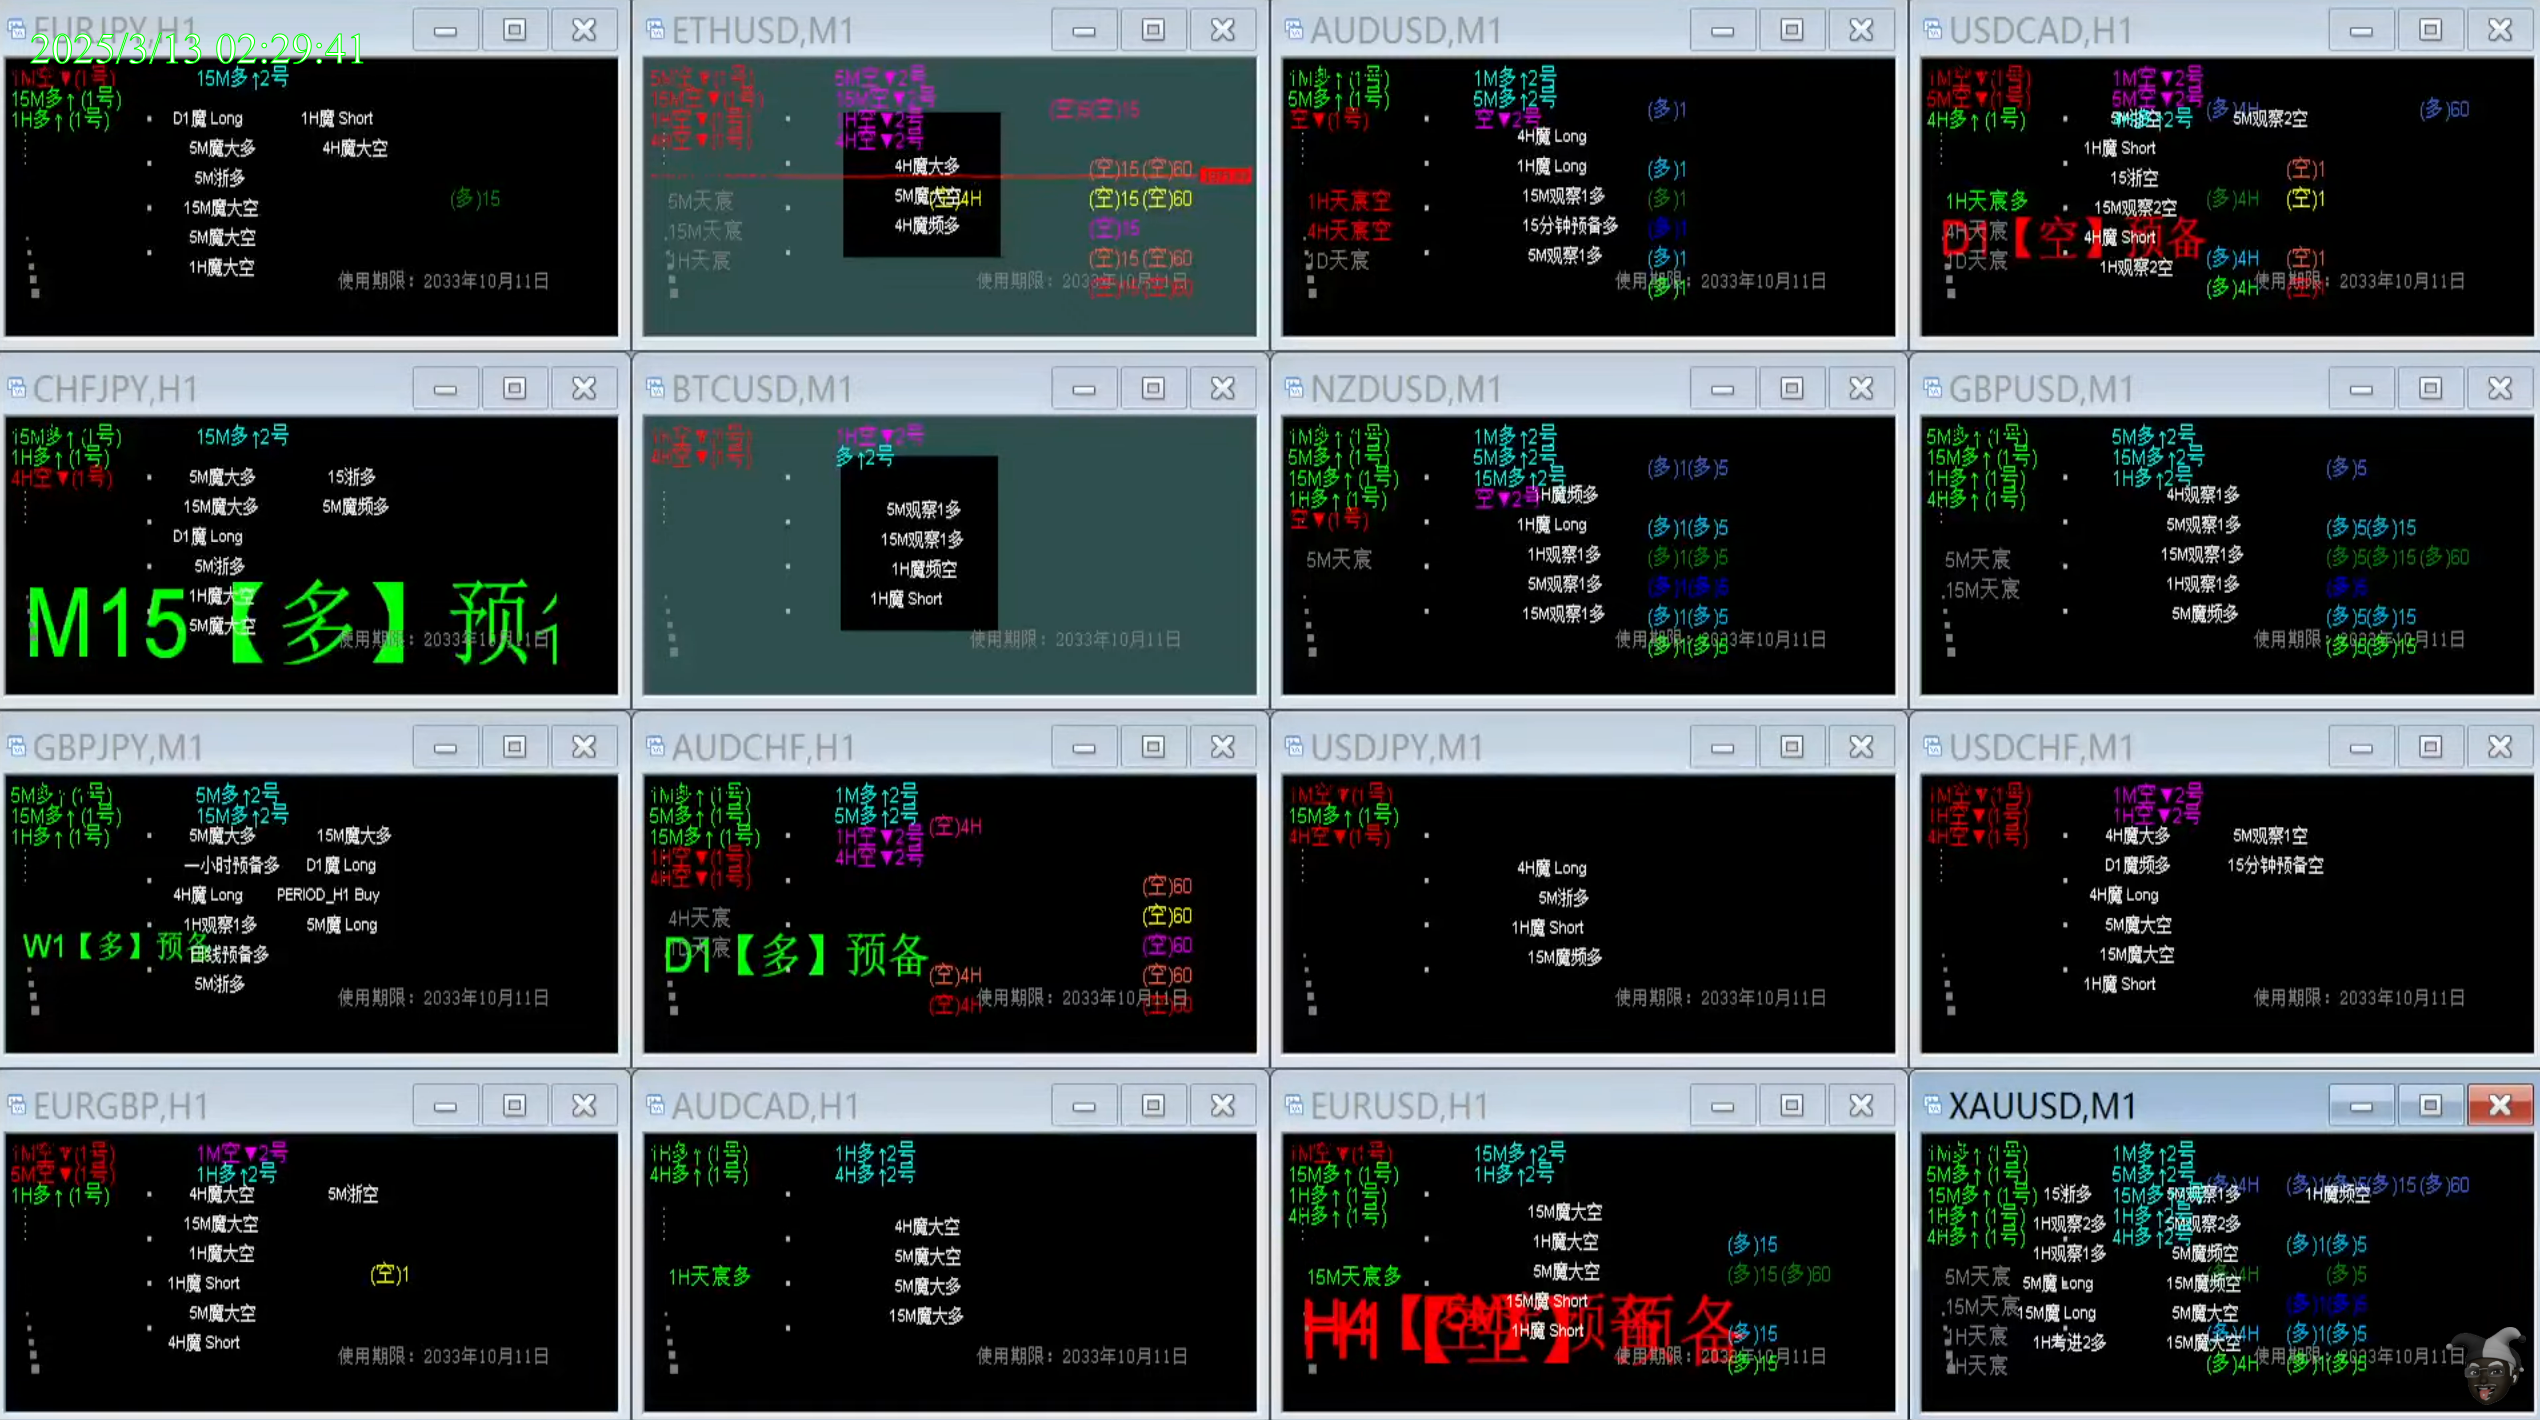 EURJPY,H1
2025/3/13 02:29:41
1M空▼(1号) 15M多↑2号
15M多↑(1号)
1H多↑(1号)
D1魔 Long 1H魔 Short
5M魔大多 4H魔大空
5M浙多
15M魔大空
5M魔大空
1H魔大空
(多)15
使用期限：2033年10月11日
ETHUSD,M1
5M空▼(1号) 5M空▼2号
15M空▼(1号) 15M空▼2号
1H空▼(1号) 1H空▼2号
4H空▼(1号) 4H空▼2号
4H魔大多
5M魔大空
4H魔频多
(空)4H
5M天宸
15M天宸
1H天宸
(空)15(空)60
(空)15(空)60
(空)15
(空)15(空)60
使用期限：2033年10月11日
AUDUSD,M1
1M多↑(1号) 1M多↑2号
5M多↑(1号) 5M多↑2号
空▼(1号) 空▼2号
4H魔 Long
1H魔 Long
15M观察1多
15分钟预备多
5M观察1多
1H天宸空
4H天宸空
1D天宸
(多)1
(多)1
(多)1
(多)1
(多)1
(多)1
使用期限：2033年10月11日
USDCAD,H1
1M空▼(1号) 1M空▼2号
5M空▼(1号) 5M空▼2号
4H多↑(1号)
5M观察2空
1H魔 Short
15浙空
15M观察2空
4H魔 Short
1H观察2空
1H天宸多
4H天宸
1D天宸
D1【空】预备
(多)4H (多)60
(空)1
(多)4H (空)1
(多)4H (空)1
(多)4H (空)1
使用期限：2033年10月11日
CHFJPY,H1
15M多↑(1号) 15M多↑2号
1H多↑(1号)
4H空▼(1号)
5M魔大多 15浙多
15M魔大多 5M魔频多
D1魔 Long
5M浙多
1H魔大空
5M魔大空
M15【多】预
使用期限：2033年10月11日
BTCUSD,M1
1H空▼(1号) 1H空▼2号
4H空▼(1号) 多↑2号
5M观察1多
15M观察1多
1H魔频空
1H魔 Short
使用期限：2033年10月11日
NZDUSD,M1
1M多↑(1号) 1M多↑2号
5M多↑(1号) 5M多↑2号
15M多↑(1号) 15M多↑2号
1H多↑(1号) 空▼2号
空▼(1号)
H魔频多
1H魔 Long
1H观察1多
5M观察1多
15M观察1多
5M天宸
(多)1(多)5
(多)1(多)5
(多)1(多)5
(多)1(多)5
(多)1(多)5
(多)1(多)5
使用期限：2033年10月11日
GBPUSD,M1
5M多↑(1号) 5M多↑2号
15M多↑(1号) 15M多↑2号
1H多↑(1号) 1H多↑2号
4H多↑(1号)
4H观察1多
5M观察1多
15M观察1多
1H观察1多
5M魔频多
5M天宸
15M天宸
(多)5
(多)5(多)15
(多)5(多)15(多)60
(多)5
(多)5(多)15
(多)5(多)15
使用期限：2033年10月11日
GBPJPY,M1
5M多↑(1号) 5M多↑2号
15M多↑(1号) 15M多↑2号
1H多↑(1号)
5M魔大多 15M魔大多
一小时预备多 D1魔 Long
4H魔 Long PERIOD_H1 Buy
1H观察1多 5M魔 Long
日线预备多
5M浙多
W1【多】预备
使用期限：2033年10月11日
AUDCHF,H1
1M多↑(1号) 1M多↑2号
5M多↑(1号) 5M多↑2号
15M多↑(1号) 1H空▼2号
1H空▼(1号) 4H空▼2号
4H空▼(1号)
(空)4H
4H天宸
1D天宸
D1【多】预备
(空)60
(空)60
(空)60
(空)4H (空)60
(空)4H (空)60
使用期限：2033年10月11日
USDJPY,M1
1M空▼(1号)
15M多↑(1号)
4H空▼(1号)
4H魔 Long
5M浙多
1H魔 Short
15M魔频多
使用期限：2033年10月11日
USDCHF,M1
1M空▼(1号) 1M空▼2号
1H空▼(1号) 1H空▼2号
4H空▼(1号)
4H魔大多 5M观察1空
D1魔频多 15分钟预备空
4H魔 Long
5M魔大空
15M魔大空
1H魔 Short
使用期限：2033年10月11日
EURGBP,H1
1M空▼(1号) 1M空▼2号
5M空▼(1号) 1H多↑2号
1H多↑(1号)
4H魔大空 5M浙空
15M魔大空
1H魔大空
1H魔 Short
5M魔大空
4H魔 Short
(空)1
使用期限：2033年10月11日
AUDCAD,H1
1H多↑(1号) 1H多↑2号
4H多↑(1号) 4H多↑2号
4H魔大空
5M魔大空
5M魔大多
15M魔大多
1H天宸多
使用期限：2033年10月11日
EURUSD,H1
1M空▼(1号) 15M多↑2号
15M多↑(1号) 1H多↑2号
1H多↑(1号)
4H多↑(1号)
15M魔大空
1H魔大空
5M魔大空
15M魔 Short
1H魔 Short
15M天宸多
(多)15
(多)15(多)60
(多)15
(多)15
使用期限：2033年10月11日
XAUUSD,M1
1M多↑(1号) 1M多↑2号
5M多↑(1号) 5M多↑2号
15M多↑(1号) 15M多↑2号
1H多↑(1号) 1H多↑2号
4H多↑(1号) 4H多↑2号
15浙多 5M观察1多 1H魔频空
1H观察2多 5M观察2多
1H观察1多 5M魔频空
5M魔 Long 15M魔频空
15M魔 Long 5M魔大空
1H考进2多 15M魔大空
5M天宸
15M天宸
1H天宸
4H天宸
(多)15(多)60
(多)1(多)5
(多)5
(多)1(多)5
(多)4H (多)1(多)5
(多)4H (多)1(多)5
使用期限：2033年10月11日